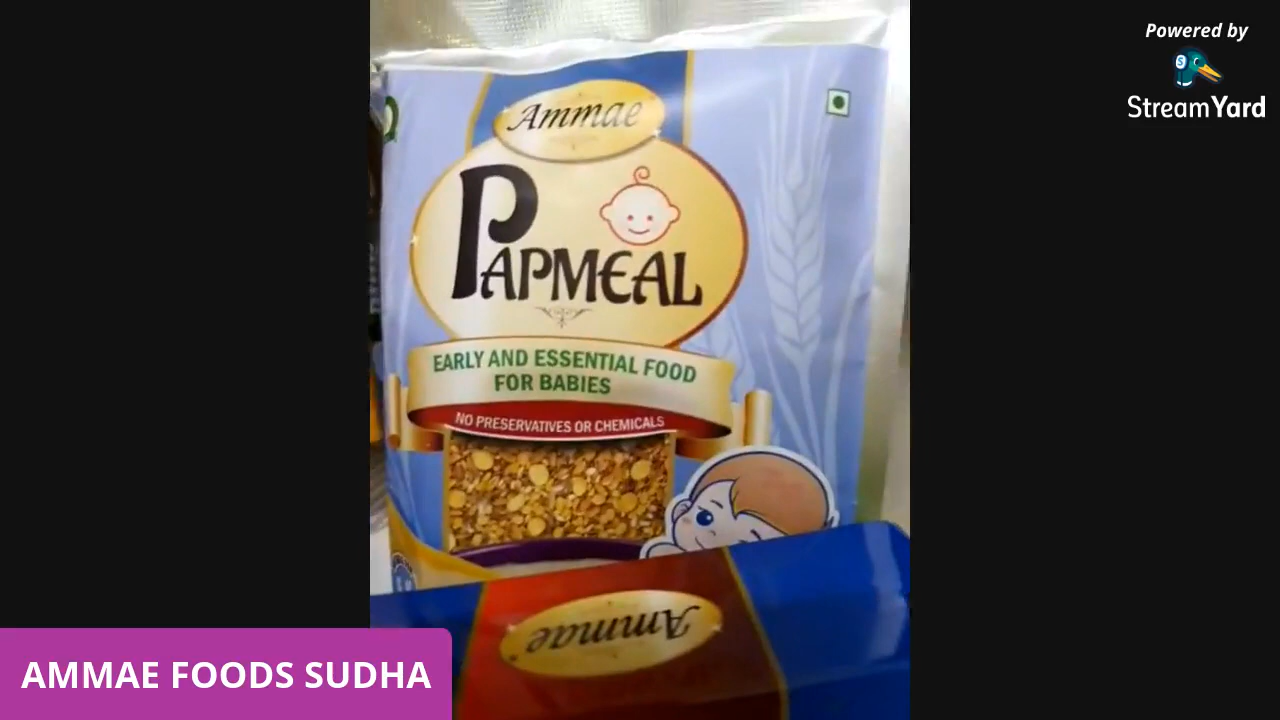 Powered by
StreamYard
Ammae
PAPMEAL
EARLY AND ESSENTIAL FOOD
FOR BABIES
NO PRESERVATIVES OR CHEMICALS
Ammae
AMMAE FOODS SUDHA